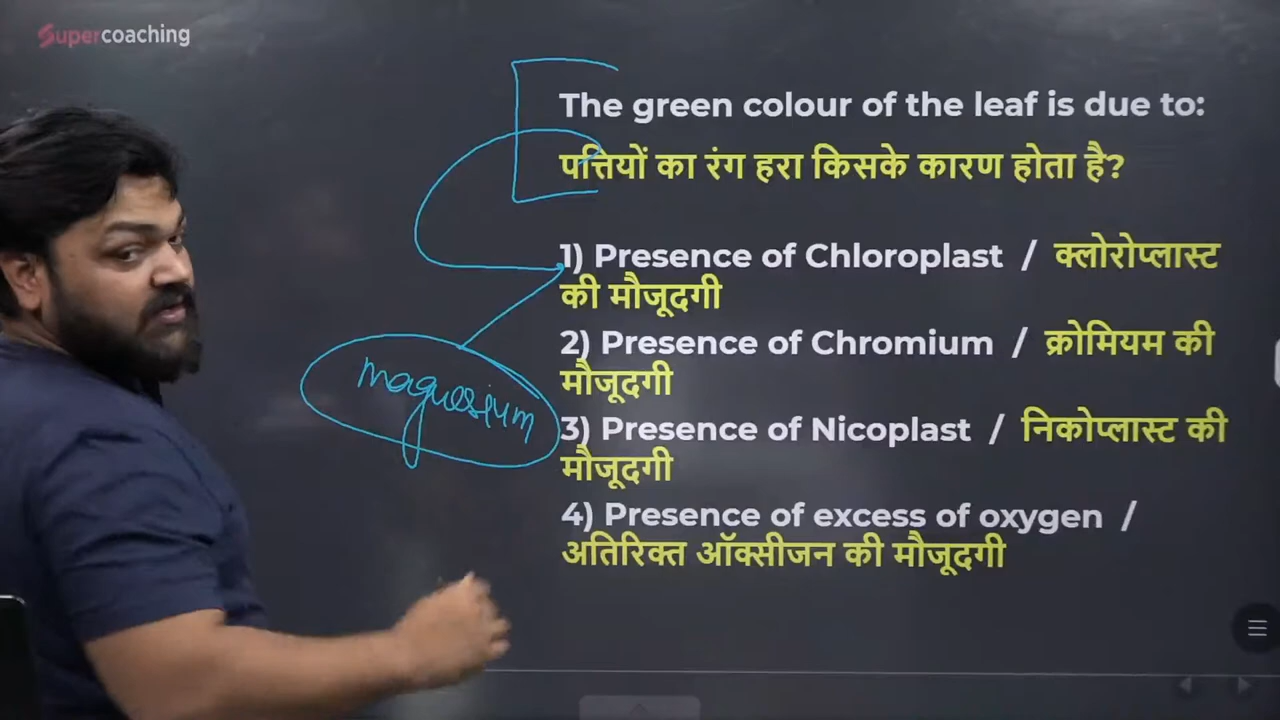 Supercoaching
The green colour of the leaf is due to:
पत्तियों का रंग हरा किसके कारण होता है?
1) Presence of Chloroplast / क्लोरोप्लास्ट
की मौजूदगी
2) Presence of Chromium / क्रोमियम की
मौजूदगी
magnesium
3) Presence of Nicoplast / निकोप्लास्ट की
मौजूदगी
4) Presence of excess of oxygen /
अतिरिक्त ऑक्सीजन की मौजूदगी